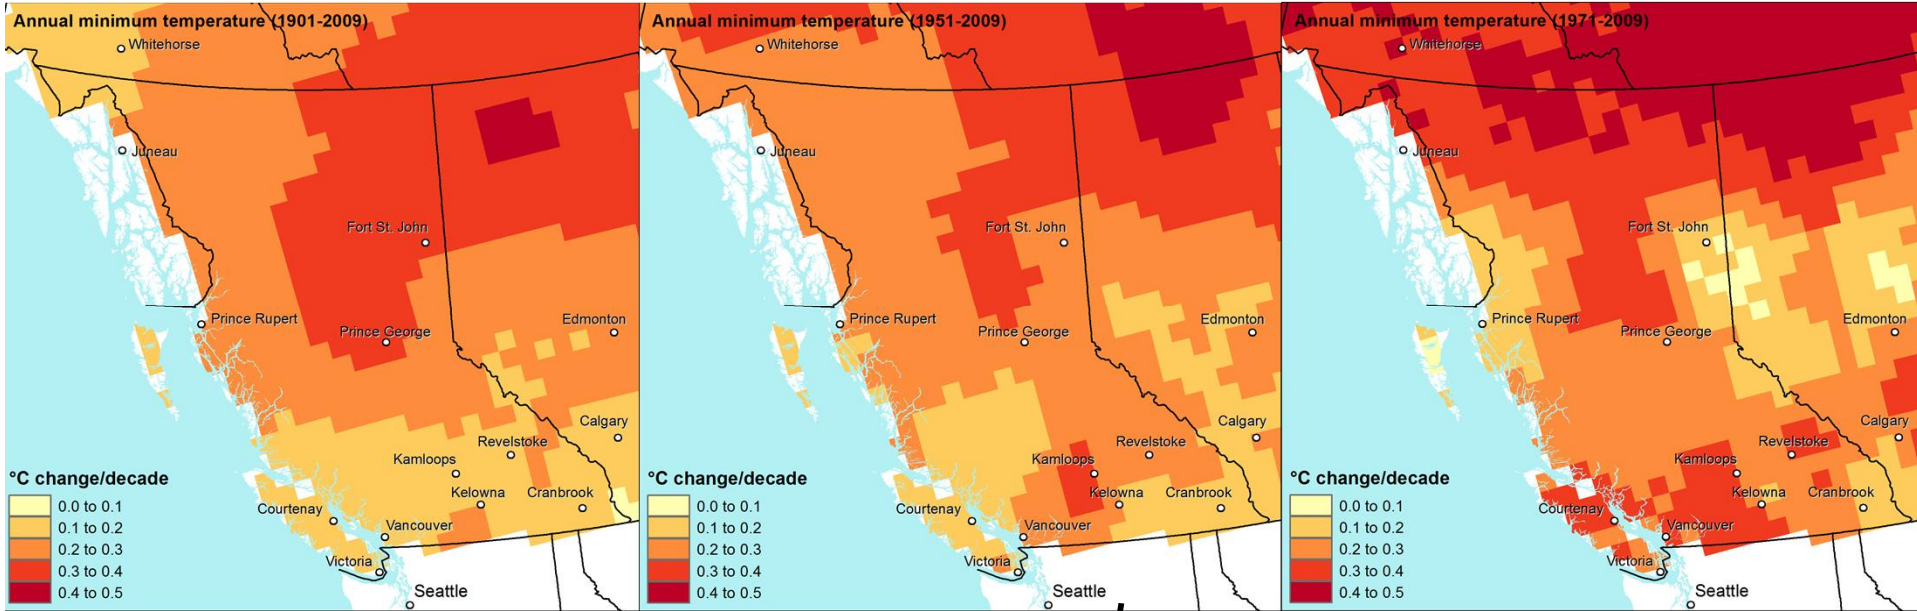 Annual minimum temperature (1901-2009)
Whitehorse
Juneau
Fort St. John
Prince Rupert
Prince George
Edmonton
Calgary
Revelstoke
Kamloops
Kelowna
Cranbrook
Courtenay
Vancouver
Victoria
Seattle
°C change/decade
0.0 to 0.1
0.1 to 0.2
0.2 to 0.3
0.3 to 0.4
0.4 to 0.5
Annual minimum temperature (1951-2009)
Whitehorse
Juneau
Fort St. John
Prince Rupert
Prince George
Edmonton
Calgary
Revelstoke
Kamloops
Kelowna
Cranbrook
Courtenay
Vancouver
Victoria
Seattle
°C change/decade
0.0 to 0.1
0.1 to 0.2
0.2 to 0.3
0.3 to 0.4
0.4 to 0.5
Annual minimum temperature (1971-2009)
Whitehorse
Juneau
Fort St. John
Prince Rupert
Prince George
Edmonton
Calgary
Revelstoke
Kamloops
Kelowna
Cranbrook
Courtenay
Vancouver
Victoria
Seattle
°C change/decade
0.0 to 0.1
0.1 to 0.2
0.2 to 0.3
0.3 to 0.4
0.4 to 0.5